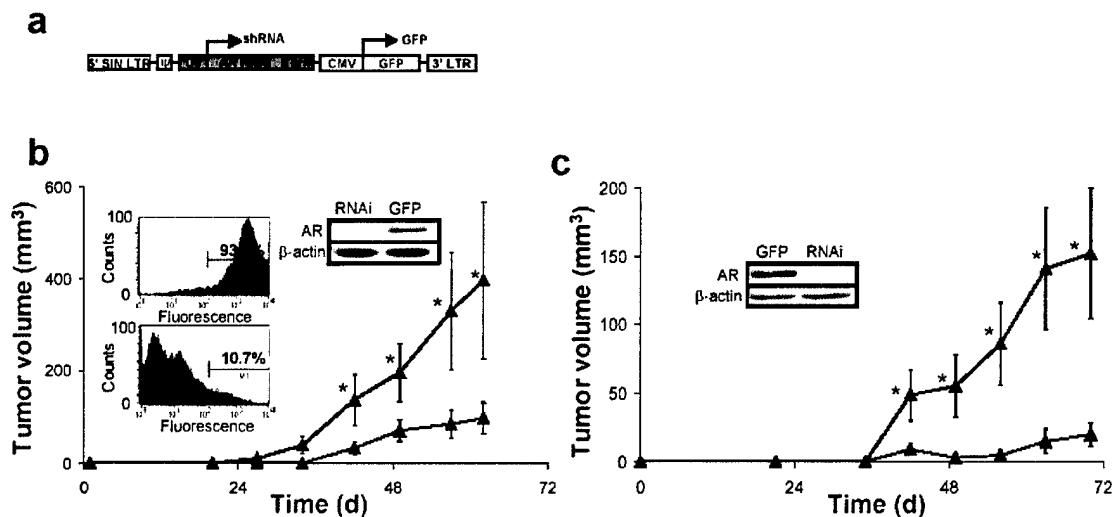 a
shRNA
GFP
5' SIN LTR
CMV
GFP
3' LTR
b
Tumor volume (mm³)
600
400
200
0
0
24
48
72
Time (d)
Counts
100
0
Fluorescence
Counts
100
0
10.7%
Fluorescence
RNAi GFP
AR
β-actin
*
*
*
*
c
Tumor volume (mm³)
200
150
100
50
0
0
24
48
72
Time (d)
GFP RNAi
AR
β-actin
*
*
*
*
*